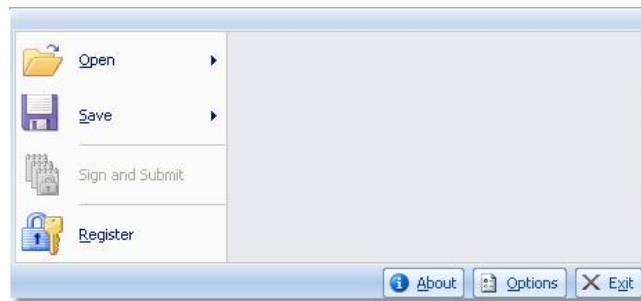 Open
Save
Sign and Submit
Register
About
Options
Exit